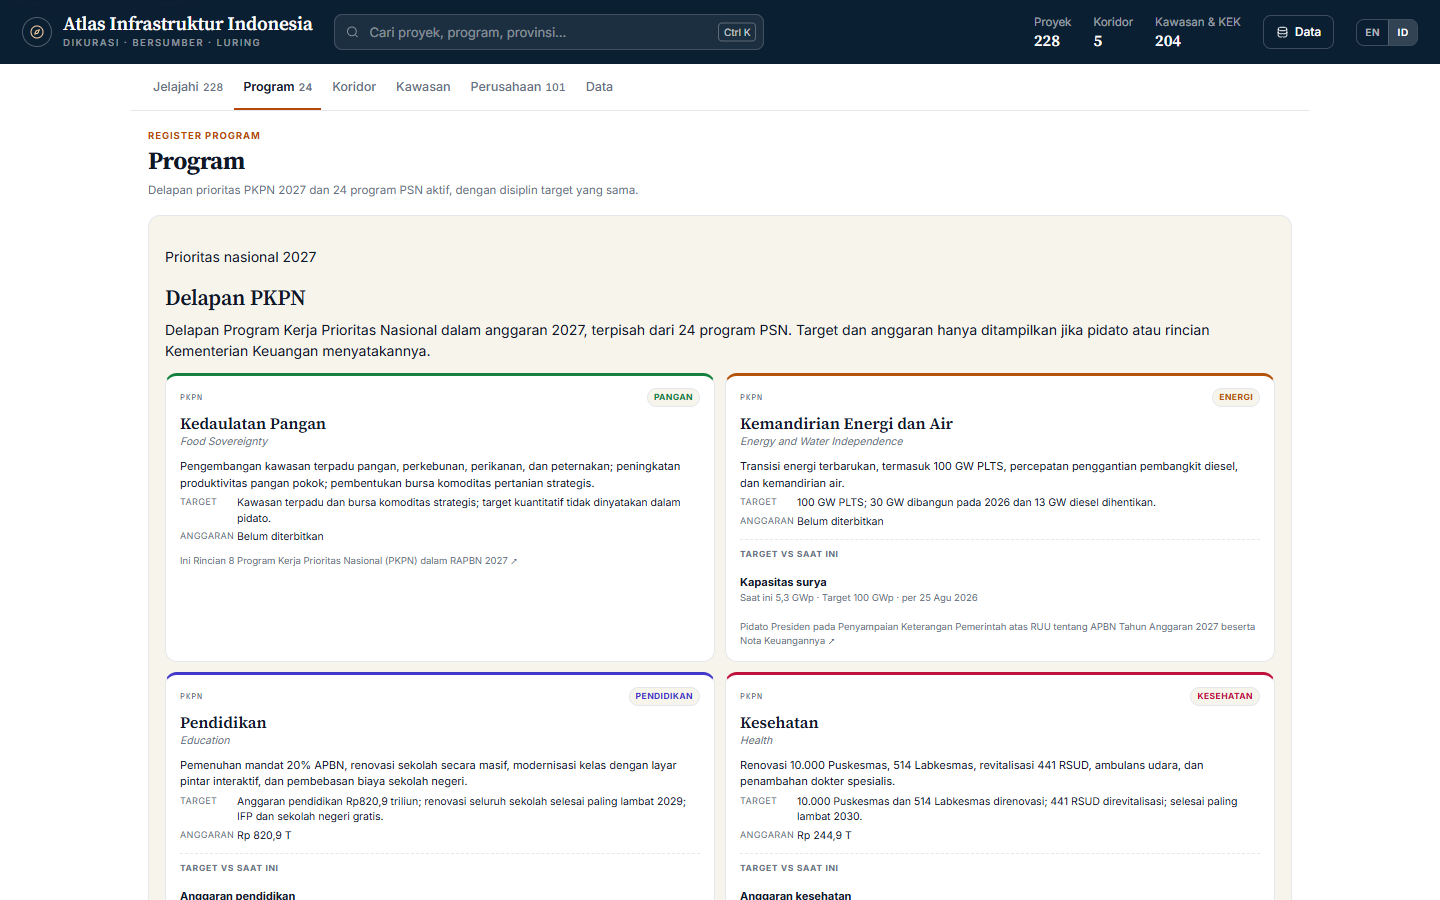 Atlas Infrastruktur Indonesia
DIKURASI · BERSUMBER · LURING
Cari proyek, program, provinsi...
Ctrl K
Proyek
228
Koridor
5
Kawasan & KEK
204
Data
EN
ID
Jelajahi 228
Program 24
Koridor
Kawasan
Perusahaan 101
Data
REGISTER PROGRAM
Program
Delapan prioritas PKPN 2027 dan 24 program PSN aktif, dengan disiplin target yang sama.
Prioritas nasional 2027
Delapan PKPN
Delapan Program Kerja Prioritas Nasional dalam anggaran 2027, terpisah dari 24 program PSN. Target dan anggaran hanya ditampilkan jika pidato atau rincian
Kementerian Keuangan menyatakannya.
PKPN
PANGAN
Kedaulatan Pangan
Food Sovereignty
Pengembangan kawasan terpadu pangan, perkebunan, perikanan, dan peternakan; peningkatan
produktivitas pangan pokok; pembentukan bursa komoditas pertanian strategis.
TARGET Kawasan terpadu dan bursa komoditas strategis; target kuantitatif tidak dinyatakan dalam
pidato.
ANGGARAN Belum diterbitkan
Ini Rincian 8 Program Kerja Prioritas Nasional (PKPN) dalam RAPBN 2027 ↗
PKPN
ENERGI
Kemandirian Energi dan Air
Energy and Water Independence
Transisi energi terbarukan, termasuk 100 GW PLTS, percepatan penggantian pembangkit diesel,
dan kemandirian air.
TARGET 100 GW PLTS; 30 GW dibangun pada 2026 dan 13 GW diesel dihentikan.
ANGGARAN Belum diterbitkan
TARGET VS SAAT INI
Kapasitas surya
Saat ini 5,3 GWp · Target 100 GWp · per 25 Agu 2026
Pidato Presiden pada Penyampaian Keterangan Pemerintah atas RUU tentang APBN Tahun Anggaran 2027 beserta
Nota Keuangannya ↗
PKPN
PENDIDIKAN
Pendidikan
Education
Pemenuhan mandat 20% APBN, renovasi sekolah secara masif, modernisasi kelas dengan layar
pintar interaktif, dan pembebasan biaya sekolah negeri.
TARGET Anggaran pendidikan Rp820,9 triliun; renovasi seluruh sekolah selesai paling lambat 2029;
IFP dan sekolah negeri gratis.
ANGGARAN Rp 820,9 T
TARGET VS SAAT INI
Anggaran pendidikan
PKPN
KESEHATAN
Kesehatan
Health
Renovasi 10.000 Puskesmas, 514 Labkesmas, revitalisasi 441 RSUD, ambulans udara, dan
penambahan dokter spesialis.
TARGET 10.000 Puskesmas dan 514 Labkesmas direnovasi; 441 RSUD direvitalisasi; selesai paling
lambat 2030.
ANGGARAN Rp 244,9 T
TARGET VS SAAT INI
Anggaran kesehatan